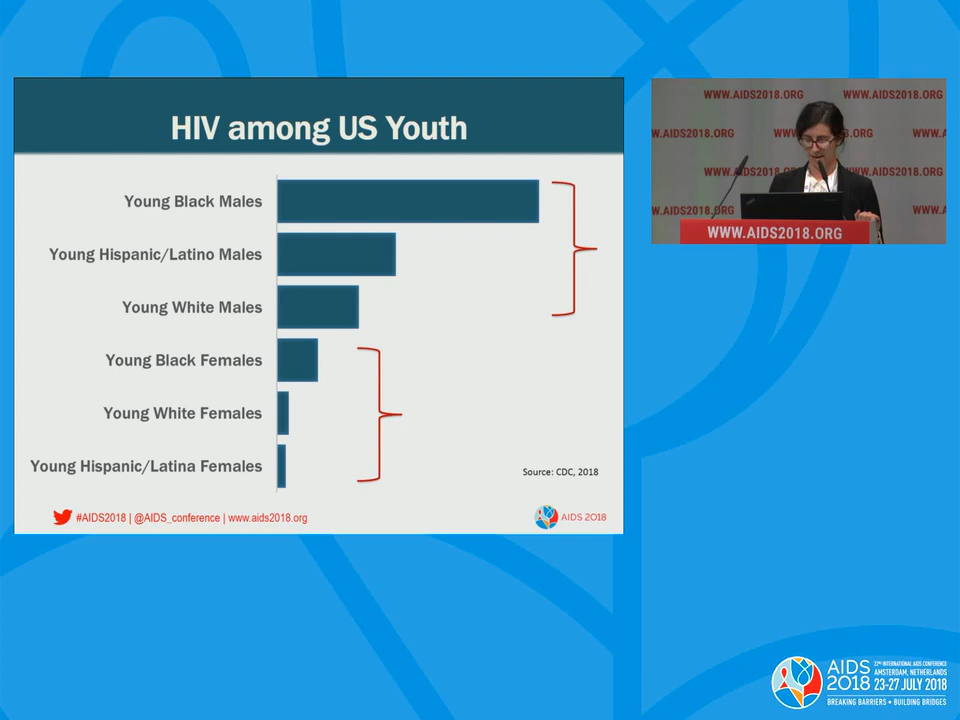 HIV among US Youth
Young Black Males
Young Hispanic/Latino Males
Young White Males
Young Black Females
Young White Females
Young Hispanic/Latina Females
Source: CDC, 2018
#AIDS2018 | @AIDS_conference | www.aids2018.org
AIDS 2018
WWW.AIDS2018.ORG WWW.AIDS2018.ORG
W.AIDS2018.ORG WWW. 8.ORG WWW.A
WWW.AIDS2018.ORG WWW.AIDS2018.ORG
W.AIDS2018.ORG WWW.A
WWW.AIDS2018.ORG
AIDS 2018
22ND INTERNATIONAL AIDS CONFERENCE
AMSTERDAM, NETHERLANDS
23-27 JULY 2018
BREAKING BARRIERS • BUILDING BRIDGES